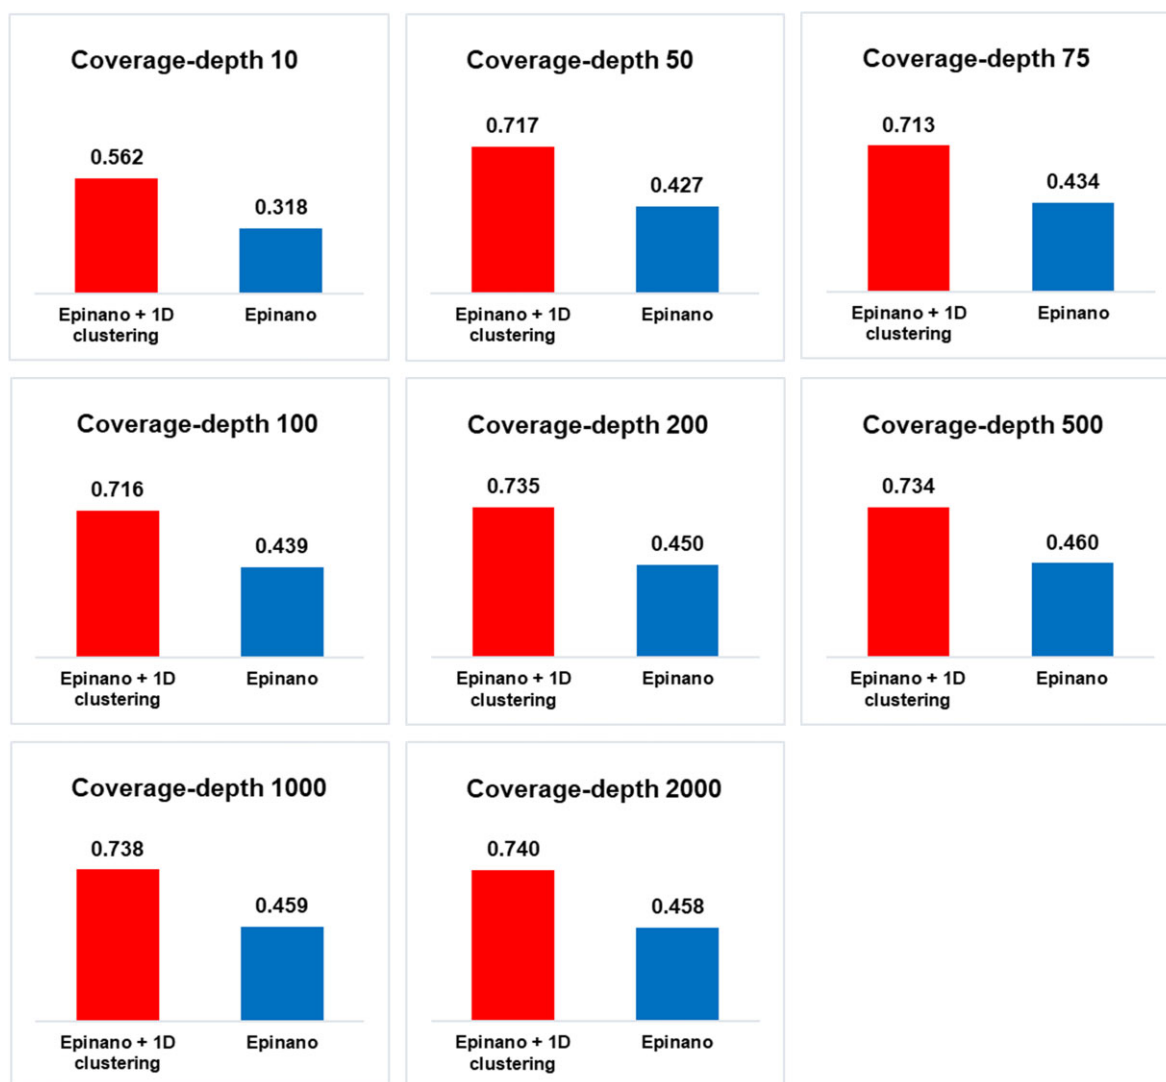 Coverage-depth 10
0.562
0.318
Epinano + 1D
clustering
Epinano
Coverage-depth 50
0.717
0.427
Epinano + 1D
clustering
Epinano
Coverage-depth 75
0.713
0.434
Epinano + 1D
clustering
Epinano
Coverage-depth 100
0.716
0.439
Epinano + 1D
clustering
Epinano
Coverage-depth 200
0.735
0.450
Epinano + 1D
clustering
Epinano
Coverage-depth 500
0.734
0.460
Epinano + 1D
clustering
Epinano
Coverage-depth 1000
0.738
0.459
Epinano + 1D
clustering
Epinano
Coverage-depth 2000
0.740
0.458
Epinano + 1D
clustering
Epinano